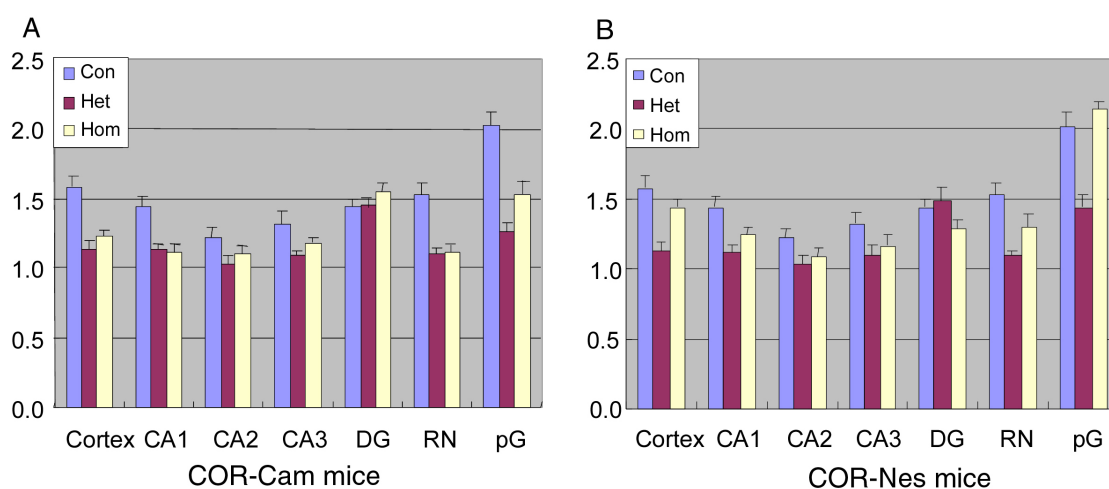 A
2.5
2.0
1.5
1.0
0.5
0.0
Con
Het
Hom
Cortex CA1 CA2 CA3 DG RN pG
COR-Cam mice
B
2.5
2.0
1.5
1.0
0.5
0.0
Con
Het
Hom
Cortex CA1 CA2 CA3 DG RN pG
COR-Nes mice